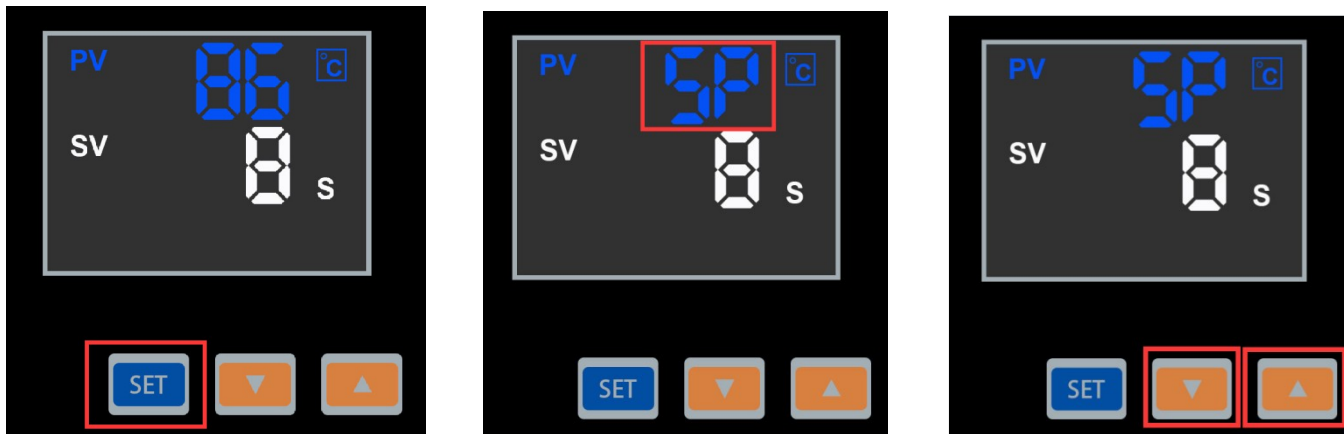 PV 86 °C
SV 8 S
SET ▼ ▲
PV SP °C
SV 8 S
SET ▼ ▲
PV SP °C
SV 8 S
SET ▼ ▲